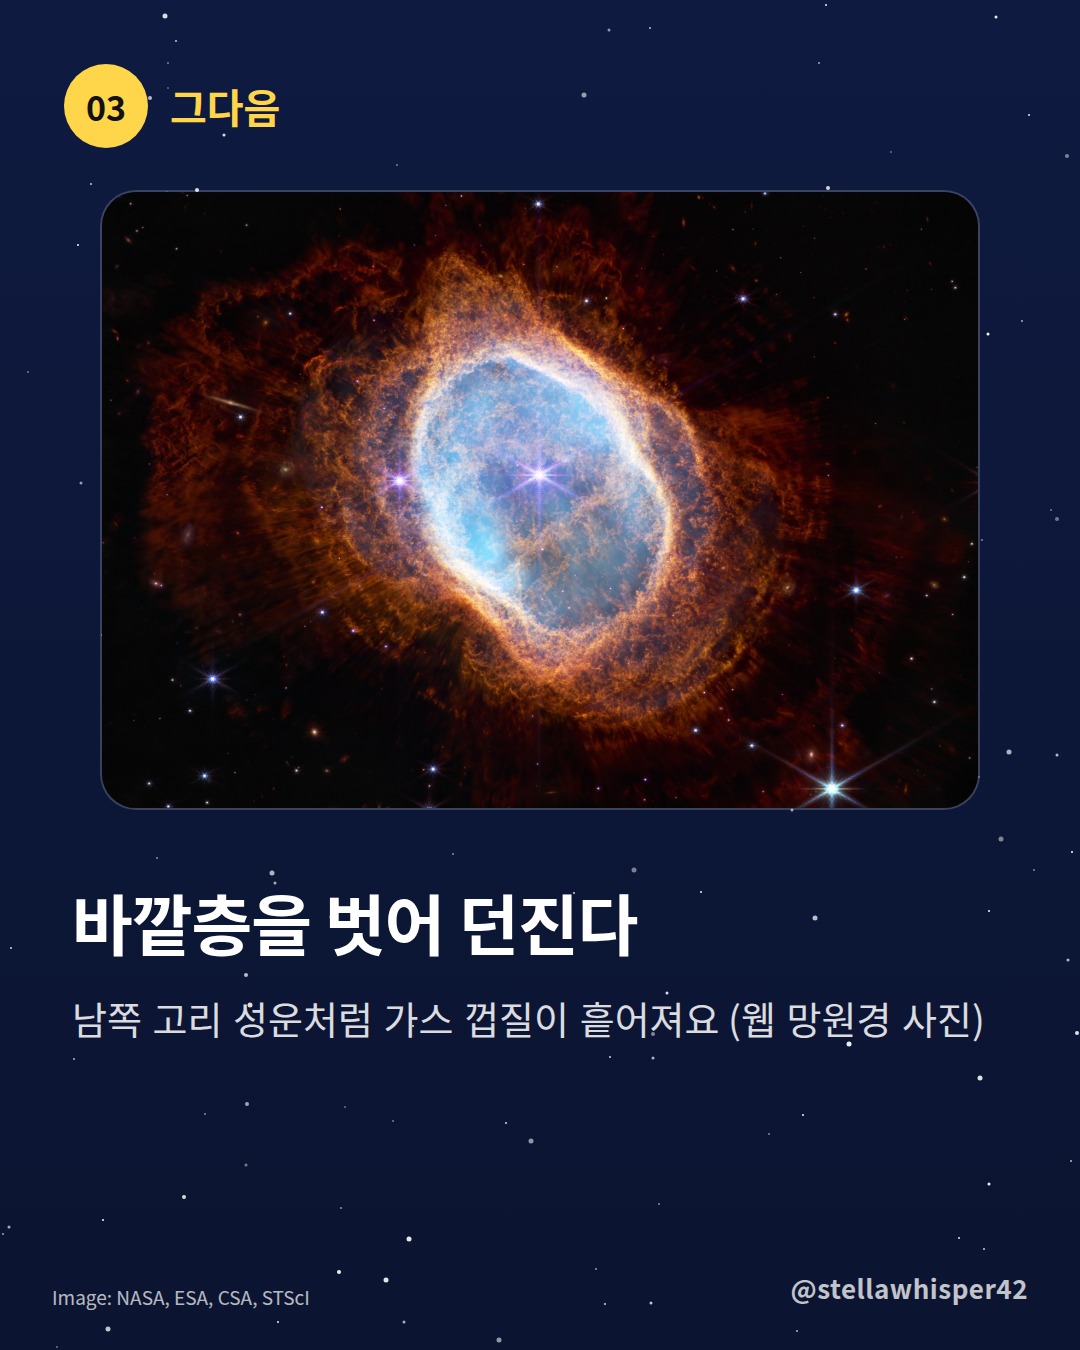 03 그다음
바깥층을 벗어 던진다
남쪽 고리 성운처럼 가스 껍질이 흩어져요 (웹 망원경 사진)
Image: NASA, ESA, CSA, STScI
@stellawhisper42